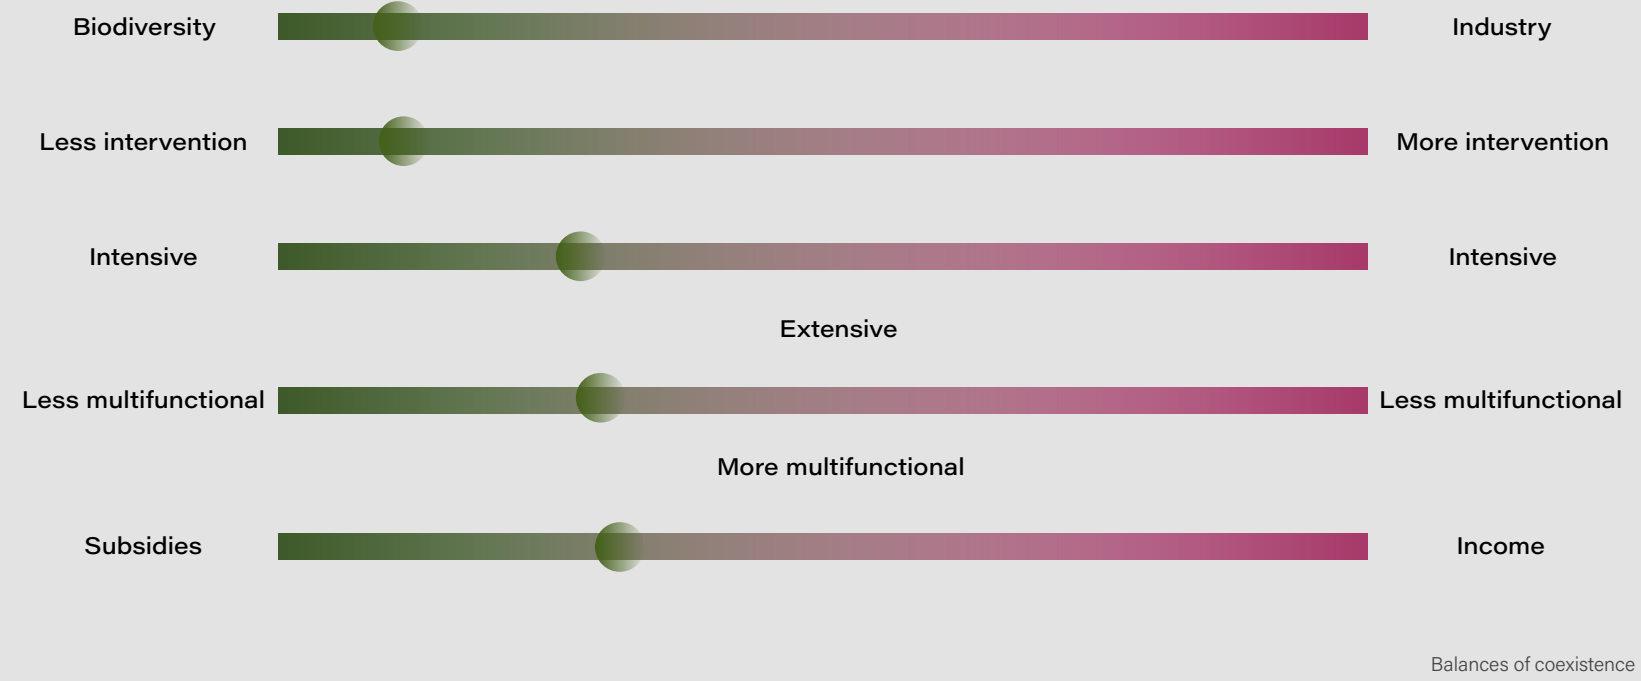 Biodiversity Industry
Less intervention More intervention
Intensive Intensive
Extensive
Less multifunctional Less multifunctional
More multifunctional
Subsidies Income
Balances of coexistence